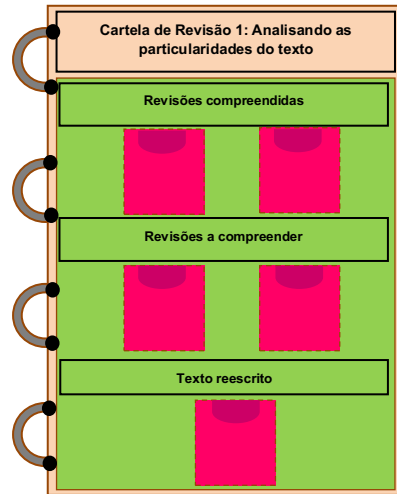 Cartela de Revisão 1: Analisando as
particularidades do texto
Revisões compreendidas
Revisões a compreender
Texto reescrito